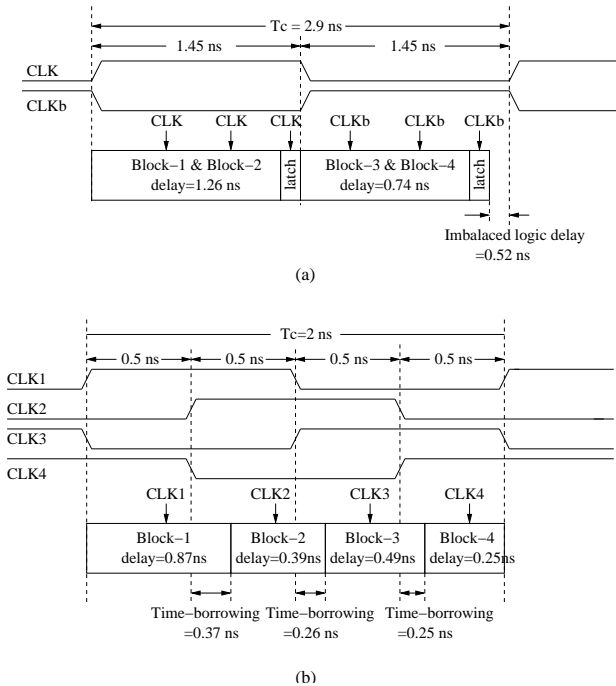 Tc = 2.9 ns
1.45 ns 1.45 ns
CLK
CLKb
CLK CLK CLK CLKb CLKb CLKb
Block−1 & Block−2
delay=1.26 ns
latch
Block−3 & Block−4
delay=0.74 ns
latch
Imbalaced logic delay
=0.52 ns
(a)
Tc=2 ns
0.5 ns 0.5 ns 0.5 ns 0.5 ns
CLK1
CLK2
CLK3
CLK4
CLK1 CLK2 CLK3 CLK4
Block−1
delay=0.87ns
Block−2
delay=0.39ns
Block−3
delay=0.49ns
Block−4
delay=0.25ns
Time−borrowing
=0.37 ns
Time−borrowing
=0.26 ns
Time−borrowing
=0.25 ns
(b)